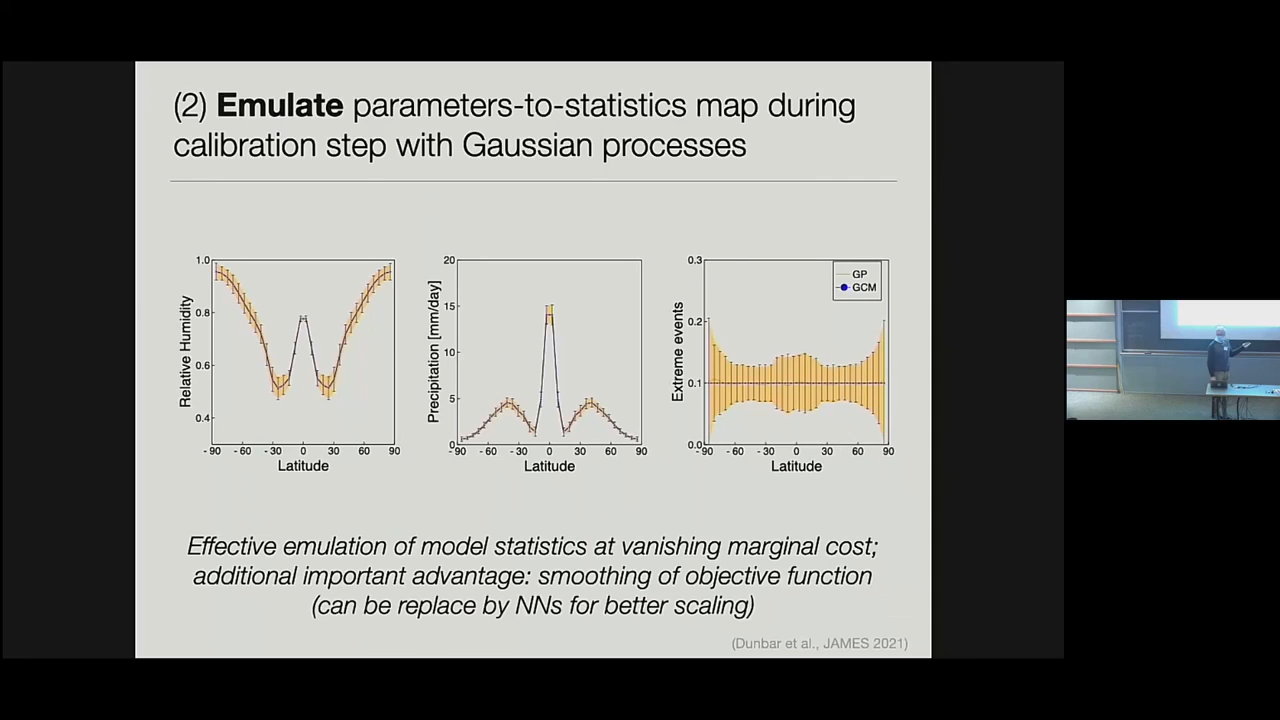 (2) Emulate parameters-to-statistics map during
calibration step with Gaussian processes
1.0
0.8
0.6
0.4
Relative Humidity
-90 -60 -30 0 30 60 90
Latitude
20
15
10
5
0
Precipitation [mm/day]
-90 -60 -30 0 30 60 90
Latitude
0.3
0.2
0.1
0.0
Extreme events
GP
GCM
-90 -60 -30 0 30 60 90
Latitude
Effective emulation of model statistics at vanishing marginal cost;
additional important advantage: smoothing of objective function
(can be replace by NNs for better scaling)
(Dunbar et al., JAMES 2021)